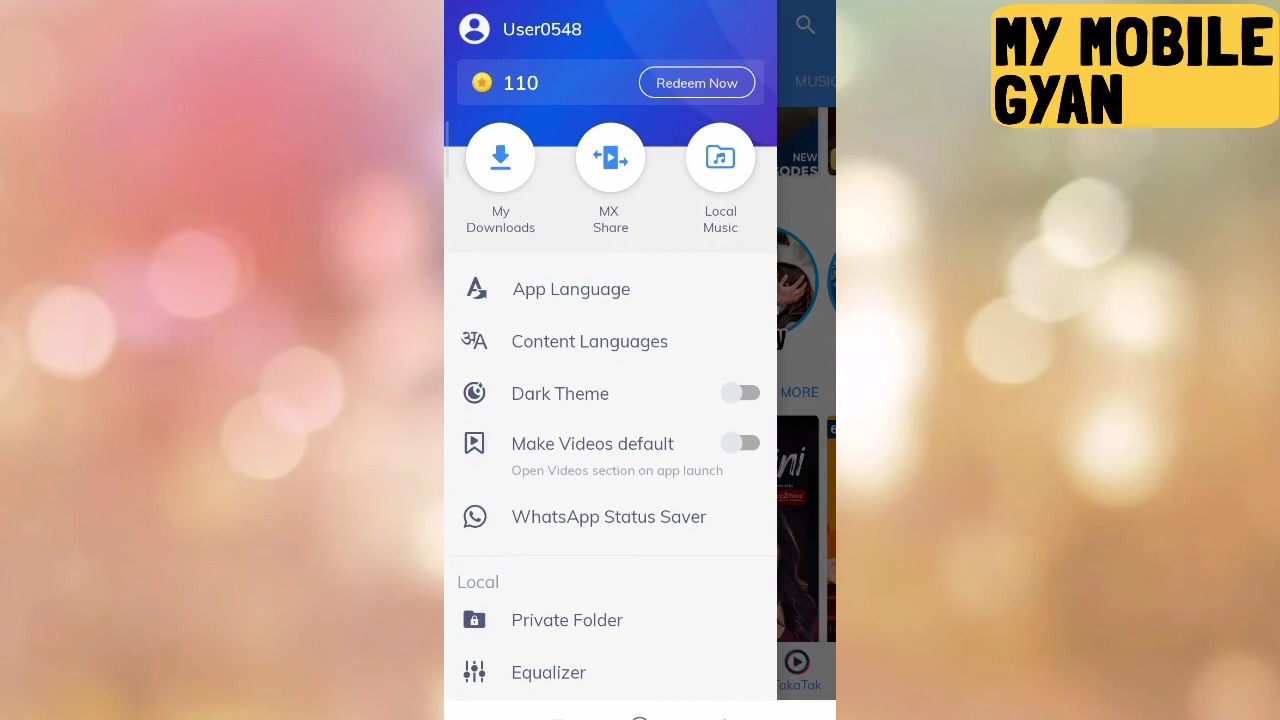 User0548
MY MOBILE
GYAN
110
Redeem Now
MUSIC
NEW
My
Downloads
MX
Share
Local
Music
App Language
Content Languages
Dark Theme
MORE
Make Videos default
Open Videos section on app launch
WhatsApp Status Saver
Local
Private Folder
Equalizer
TakaTak